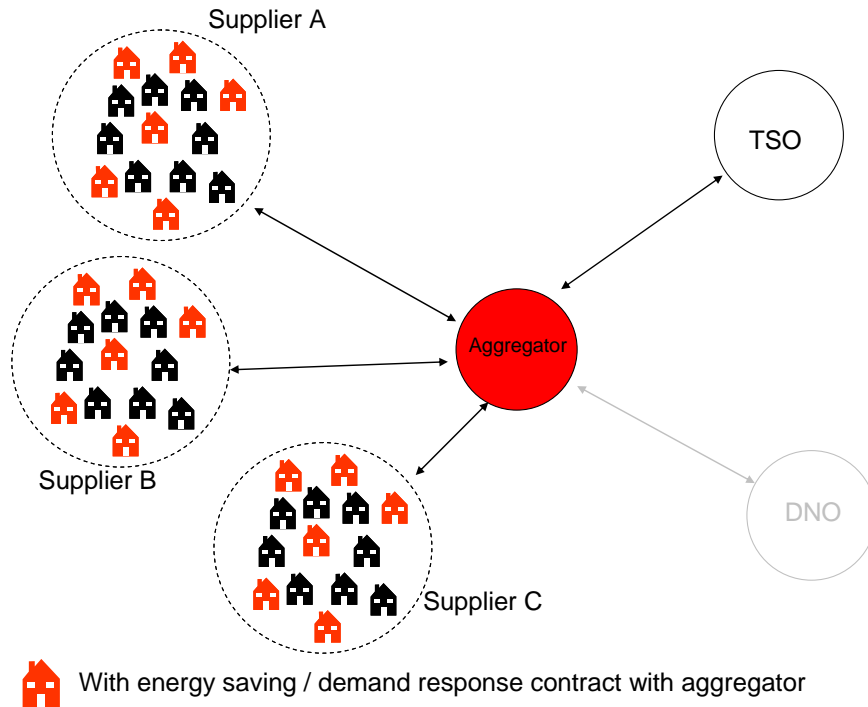 Supplier A
TSO
Aggregator
Supplier B
DNO
Supplier C
With energy saving / demand response contract with aggregator